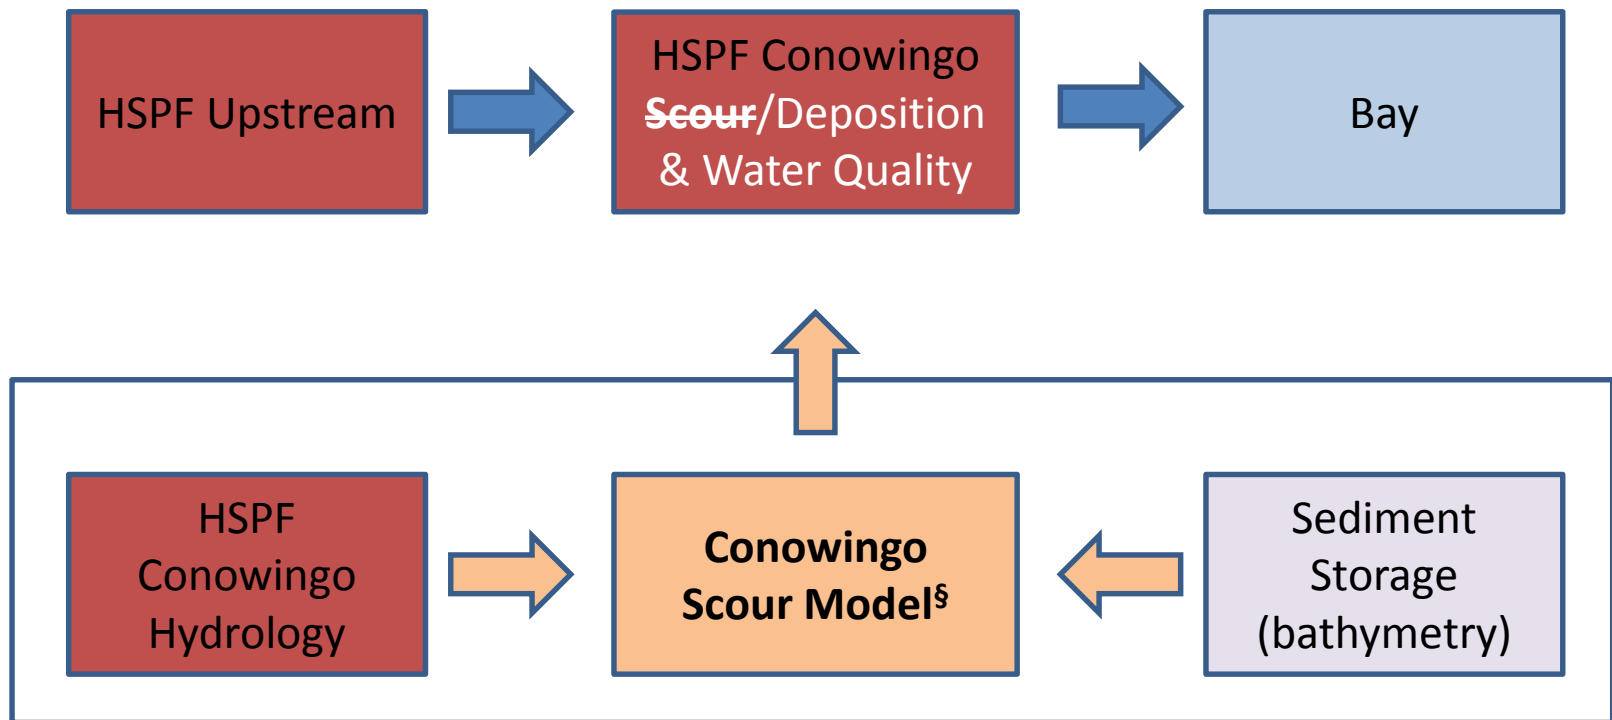 HSPF Upstream
HSPF Conowingo
Scour/Deposition
& Water Quality
Bay
HSPF
Conowingo
Hydrology
Conowingo
Scour Model§
Sediment
Storage
(bathymetry)